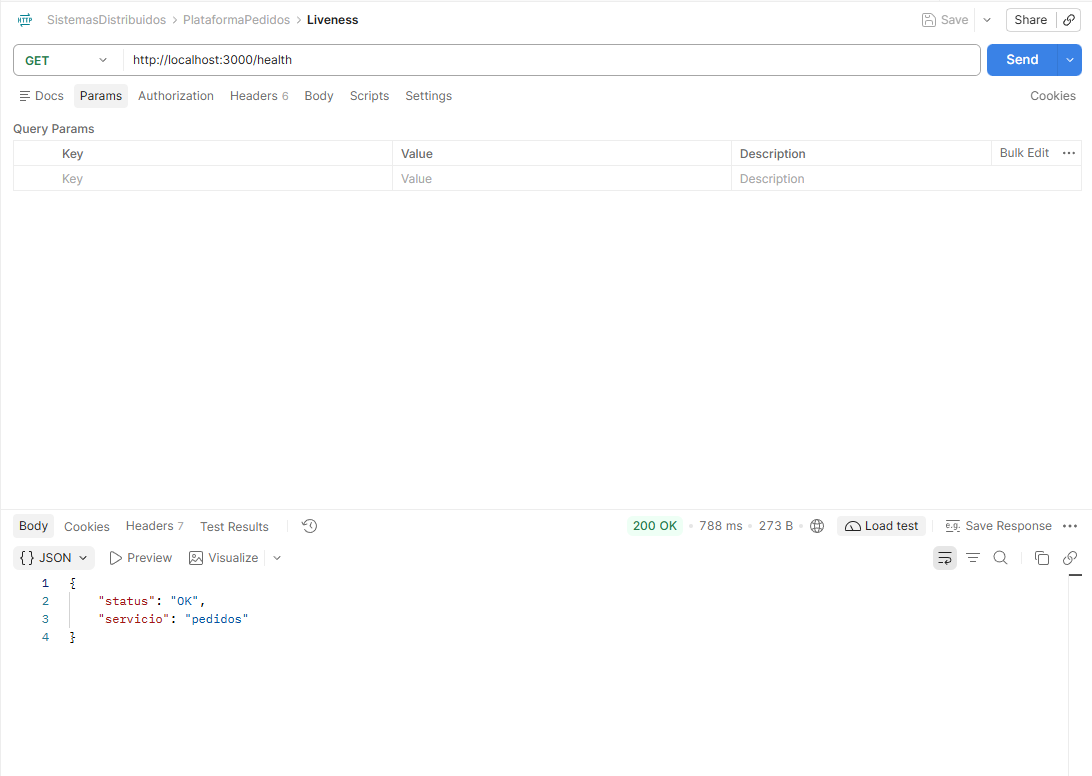 HTTP SistemasDistribuidos > PlataformaPedidos > Liveness Save Share
GET http://localhost:3000/health Send
Docs Params Authorization Headers 6 Body Scripts Settings Cookies
Query Params
Key Value Description Bulk Edit
Key Value Description
Body Cookies Headers 7 Test Results 200 OK 788 ms 273 B Load test e.g. Save Response
{ } JSON Preview Visualize
1 {
2 "status": "OK",
3 "servicio": "pedidos"
4 }